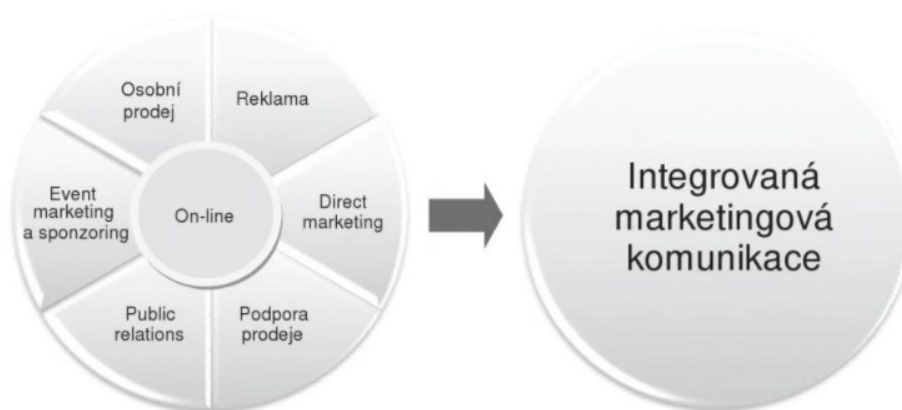 Osobní
prodej
Reklama
Event
marketing
a sponzoring
On-line
Direct
marketing
Public
relations
Podpora
prodeje
Integrovaná
marketingová
komunikace